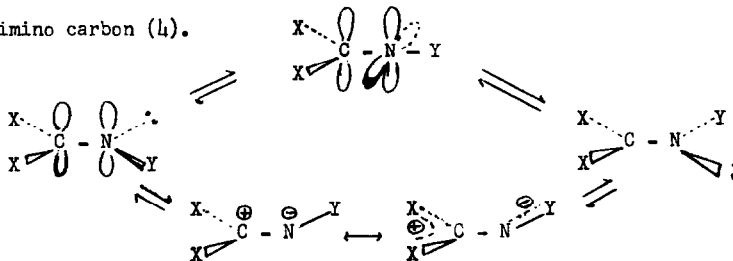 imino carbon (4).
X C - N - Y
X
X C - N
X Y
X C - N Y
X
X ⊕ C - N ⊖ Y
X
X ⊕ C - N ⊖ Y
X